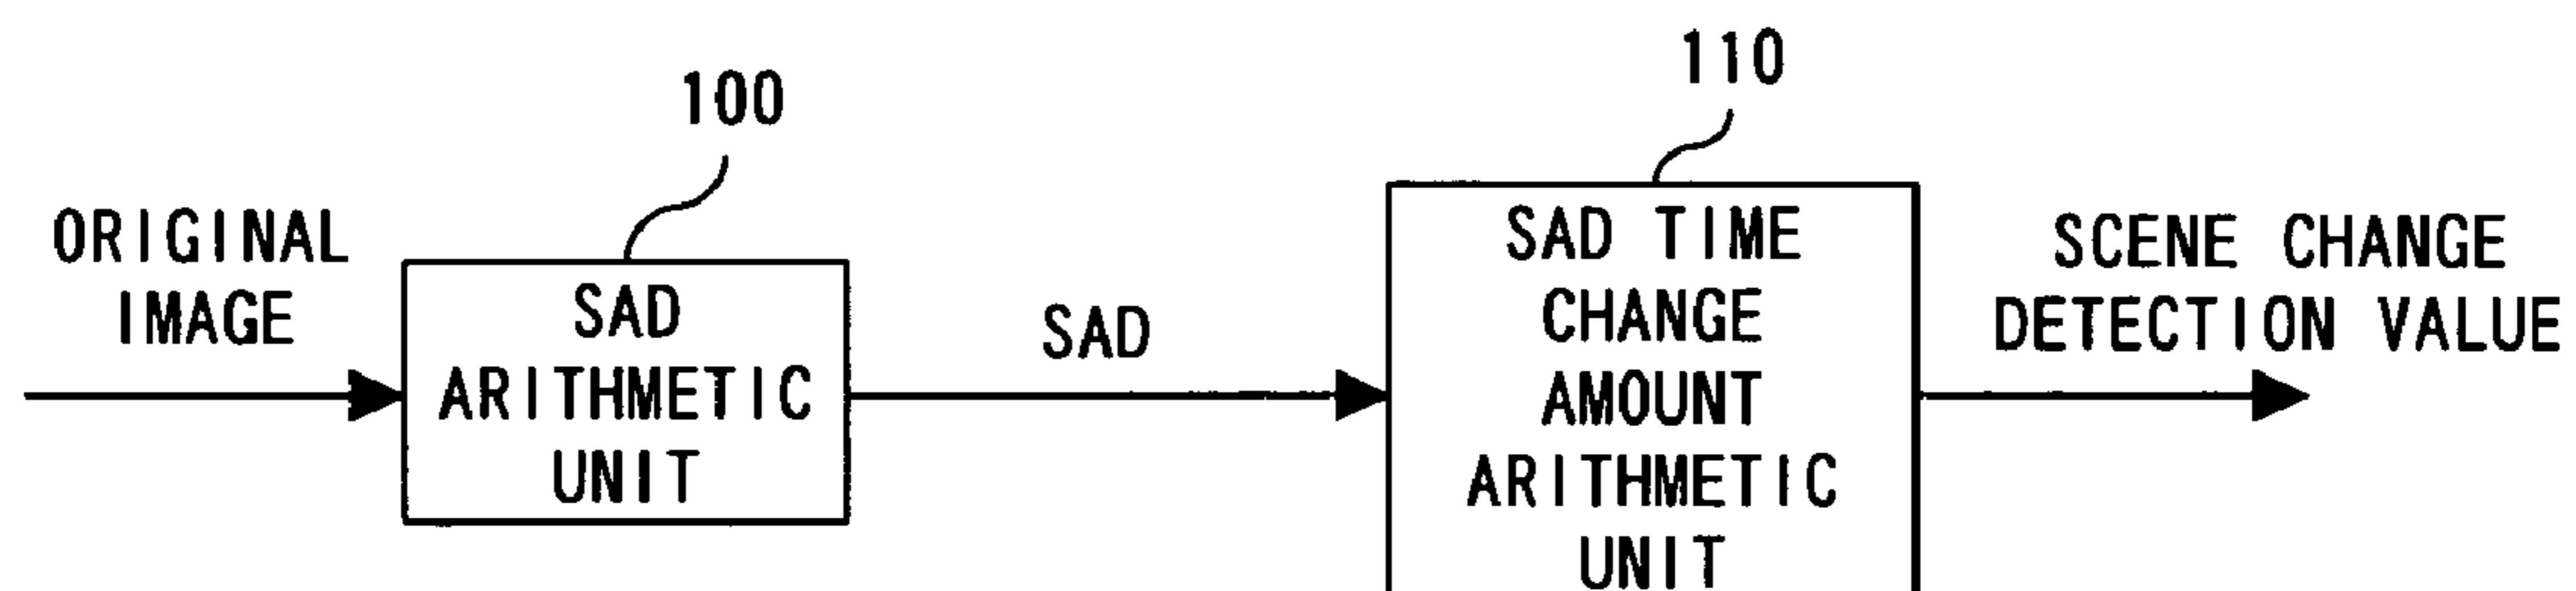 100
110
ORIGINAL
IMAGE
SAD
ARITHMETIC
UNIT
SAD
SAD TIME
CHANGE
AMOUNT
ARITHMETIC
UNIT
SCENE CHANGE
DETECTION VALUE